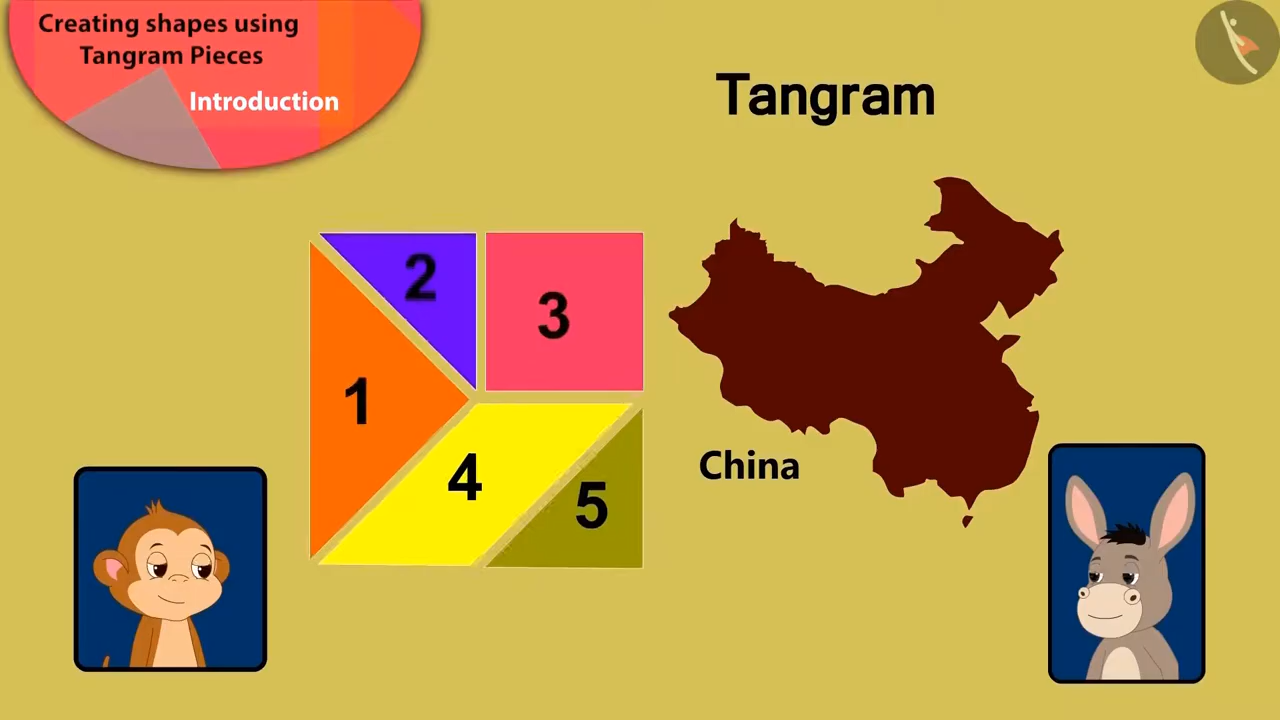 Creating shapes using
Tangram Pieces
Introduction
Tangram
2
3
1
4
5
China